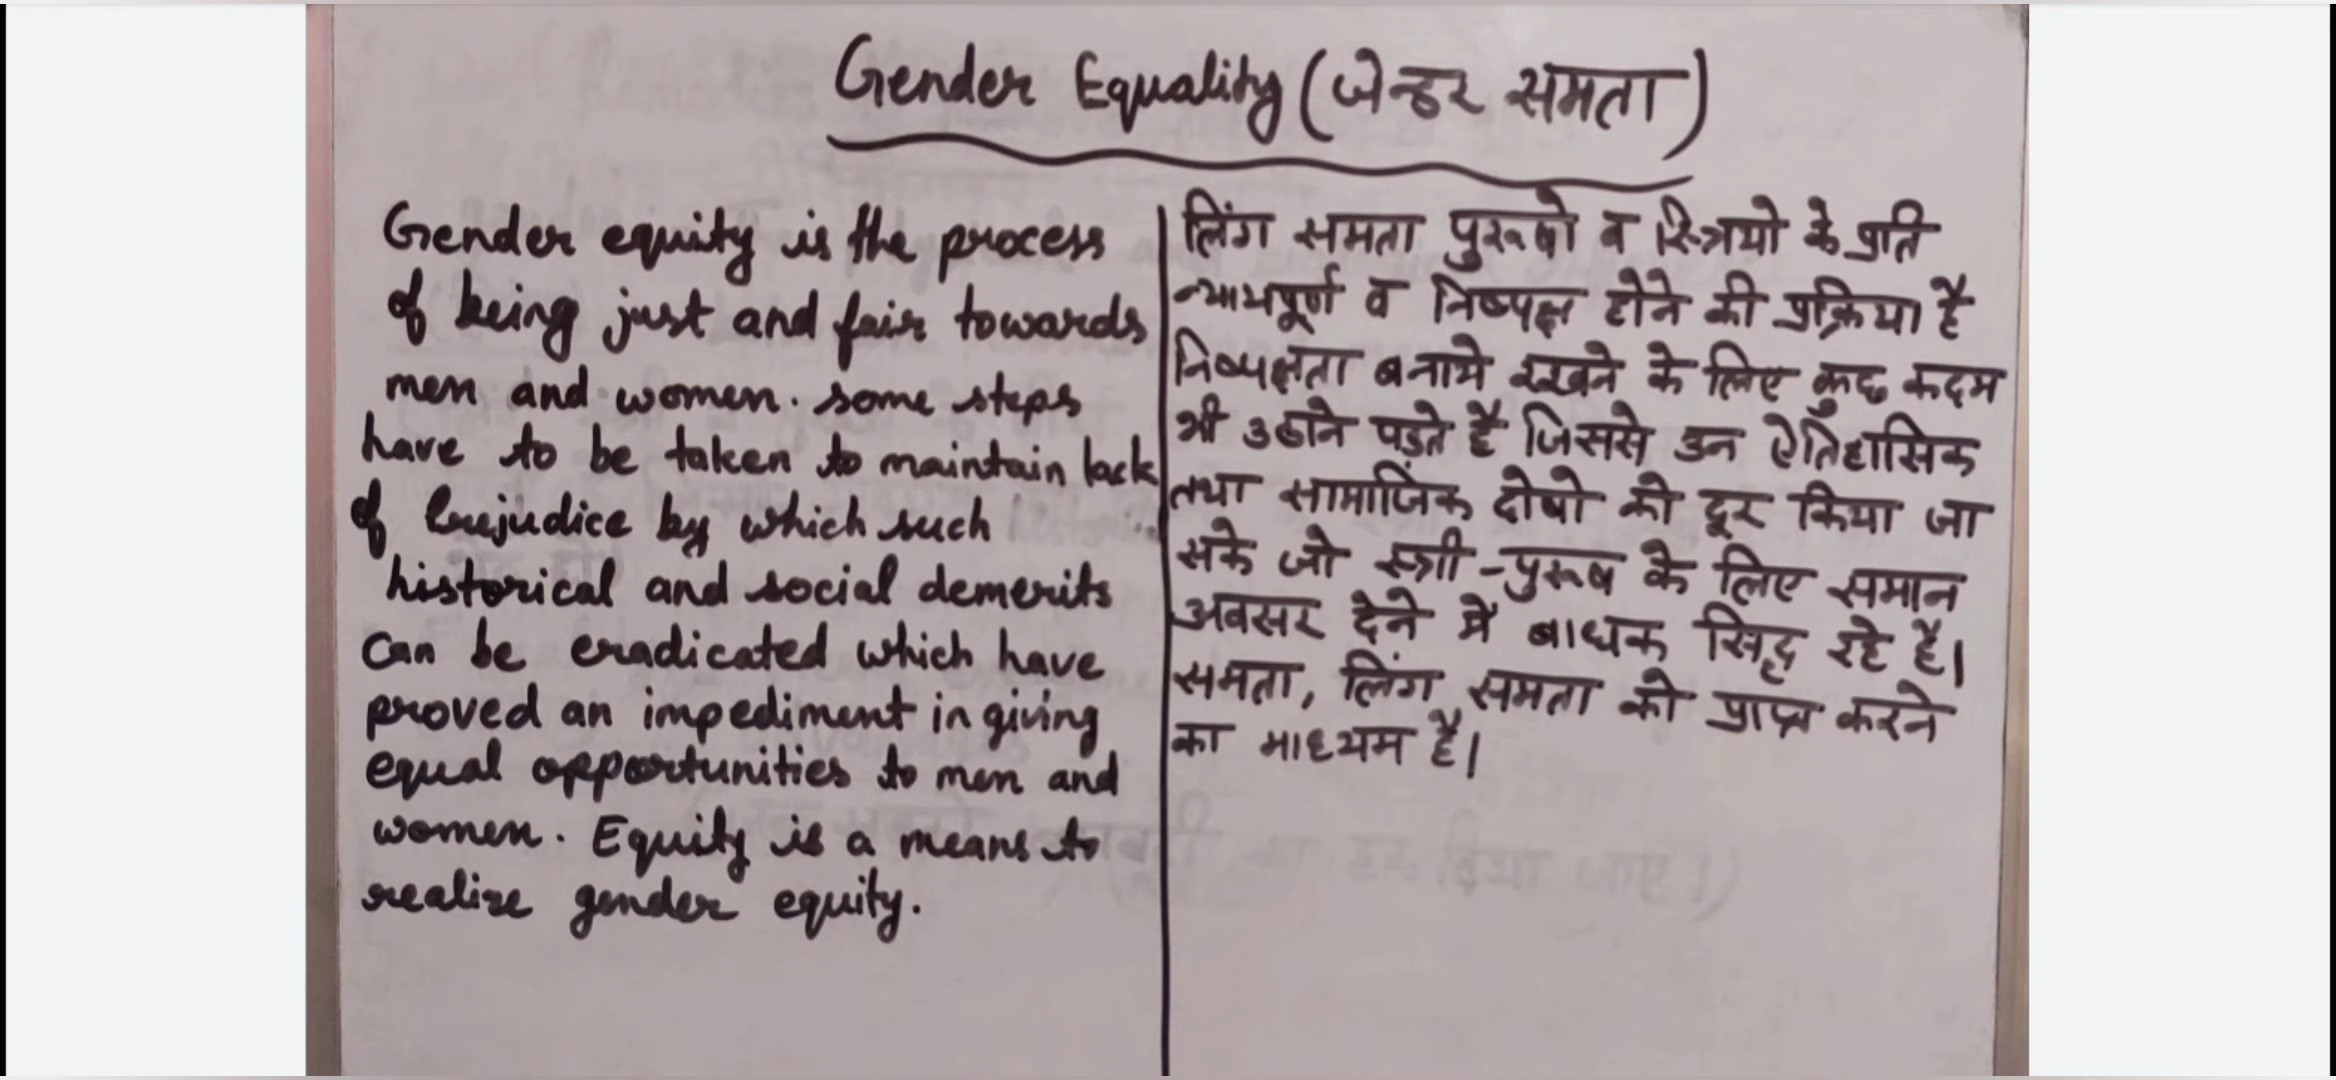 Gender Equality (जेन्डर समता)
Gender equity is the process
of being just and fair towards
men and women. some steps
have to be taken to maintain lack
of Prejudice by which such
historical and social demerits
can be eradicated which have
proved an impediment in giving
equal opportunities to men and
women. Equity is a means to
realize gender equity.
लिंग समता पुरूषो व स्त्रियो के प्रति
न्यायपूर्ण व निष्पक्ष होने की प्रक्रिया है
निष्पक्षता बनाये रखने के लिए कुछ कदम
भी उठाने पड़ते है जिससे उन ऐतिहासिक
तथा सामाजिक दोषो को दूर किया जा
सके जो स्त्री-पुरूष के लिए समान
अवसर देने में बाधक सिद्ध रहे है।
समता, लिंग समता को प्राप्त करने
का माध्यम है।